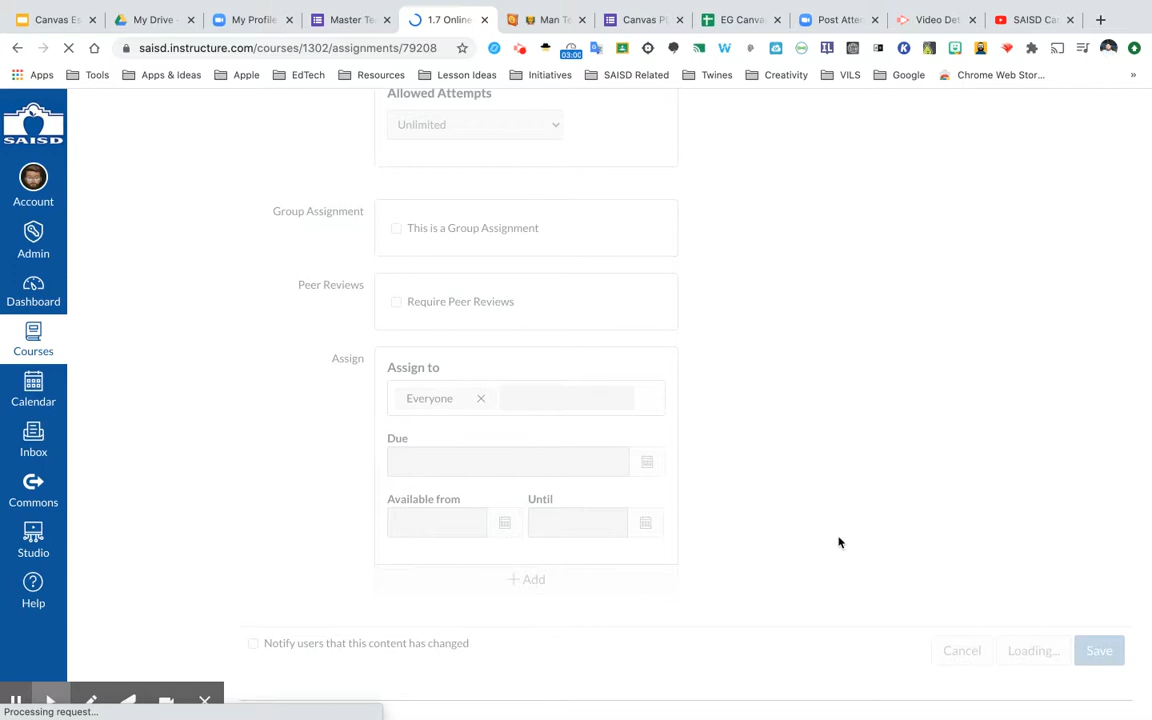 Canvas Es
My Drive -
My Profile
Master Te
1.7 Online
Man T
Canvas P
EG Canva
Post Atten
Video De
SAISD Ca
saisd.instructure.com/courses/1302/assignments/79208
03:00
Apps
Tools
Apps & Ideas
Apple
EdTech
Resources
Lesson Ideas
Initiatives
SAISD Related
Twines
Creativity
VILS
Google
Chrome Web Stor...
»
SAISD
Account
Admin
Dashboard
Courses
Calendar
Inbox
Commons
Studio
Help
Allowed Attempts
Unlimited
Group Assignment
This is a Group Assignment
Peer Reviews
Require Peer Reviews
Assign
Assign to
Everyone
Due
Available from
Until
+ Add
Notify users that this content has changed
Cancel
Loading...
Save
Processing request...